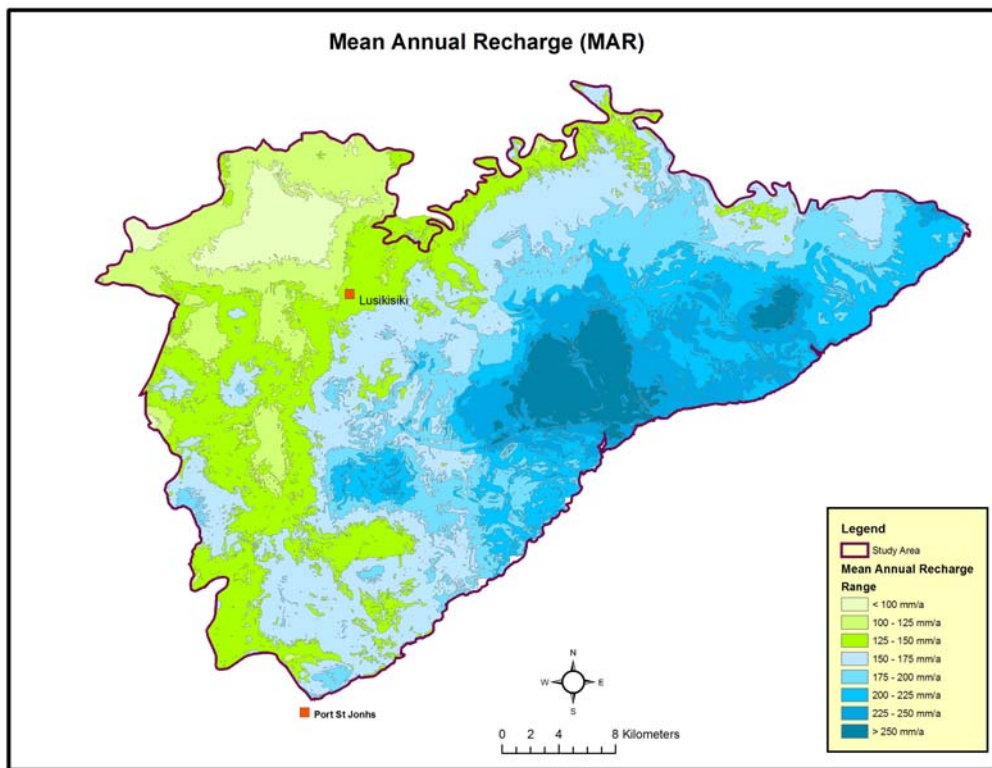 Mean Annual Recharge (MAR)
Lusikisiki
Port St Jonhs
N
W
E
S
0 2 4 8 Kilometers
Legend
Study Area
Mean Annual Recharge
Range
< 100 mm/a
100 - 125 mm/a
125 - 150 mm/a
150 - 175 mm/a
175 - 200 mm/a
200 - 225 mm/a
225 - 250 mm/a
> 250 mm/a